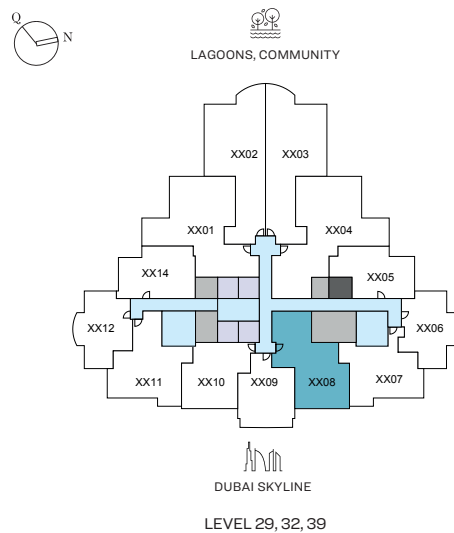 Q
N
LAGOONS, COMMUNITY
XX02 XX03
XX01 XX04
XX14 XX05
XX12 XX06
XX11 XX10 XX09 XX08 XX07
DUBAI SKYLINE
LEVEL 29, 32, 39